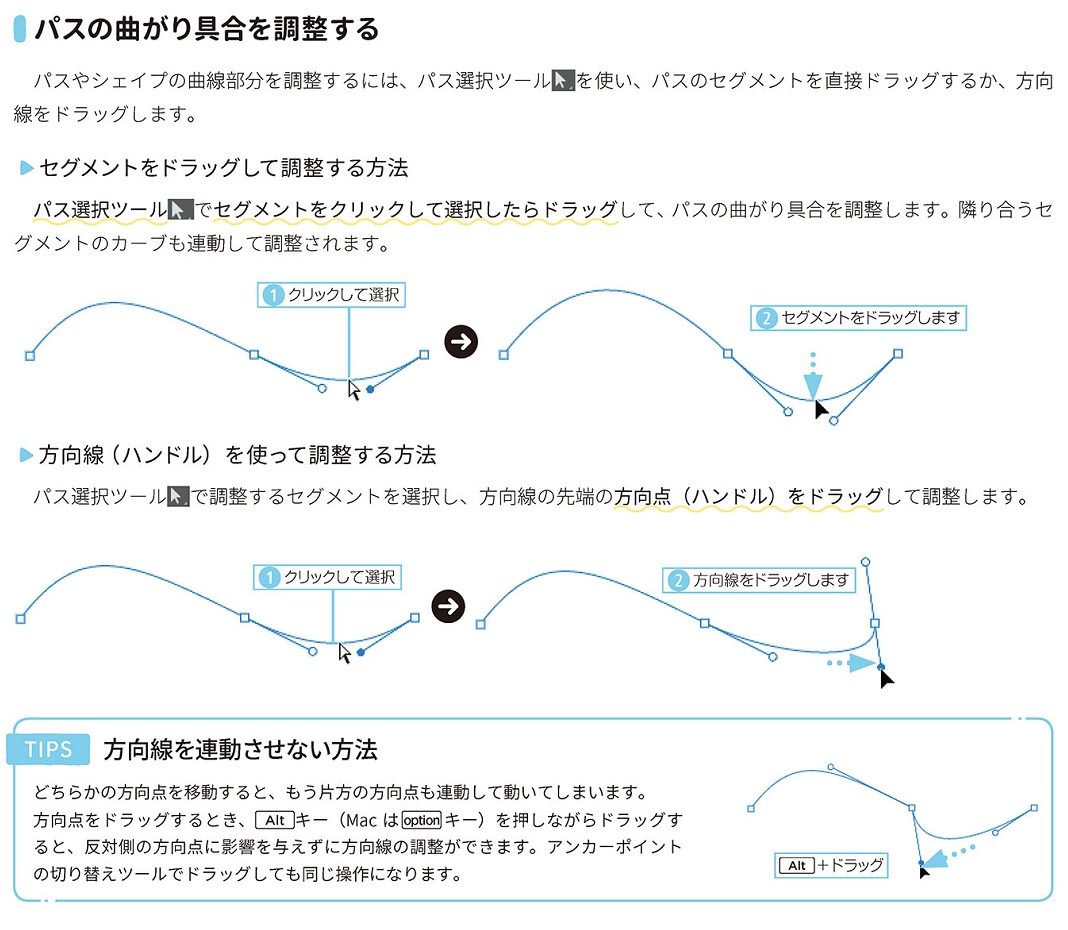 パスの曲がり具合を調整する
パスやシェイプの曲線部分を調整するには、パス選択ツールを使い、パスのセグメントを直接ドラッグするか、方向
線をドラッグします。
セグメントをドラッグして調整する方法
パス選択ツールでセグメントをクリックして選択したらドラッグして、パスの曲がり具合を調整します。隣り合うセ
グメントのカーブも連動して調整されます。
1 クリックして選択
2 セグメントをドラッグします
方向線（ハンドル）を使って調整する方法
パス選択ツールで調整するセグメントを選択し、方向線の先端の方向点（ハンドル）をドラッグして調整します。
1 クリックして選択
2 方向線をドラッグします
TIPS 方向線を連動させない方法
どちらかの方向点を移動すると、もう片方の方向点も連動して動いてしまいます。
方向点をドラッグするとき、Altキー（Mac はoptionキー）を押しながらドラッグす
ると、反対側の方向点に影響を与えずに方向線の調整ができます。アンカーポイント
の切り替えツールでドラッグしても同じ操作になります。
Alt＋ドラッグ